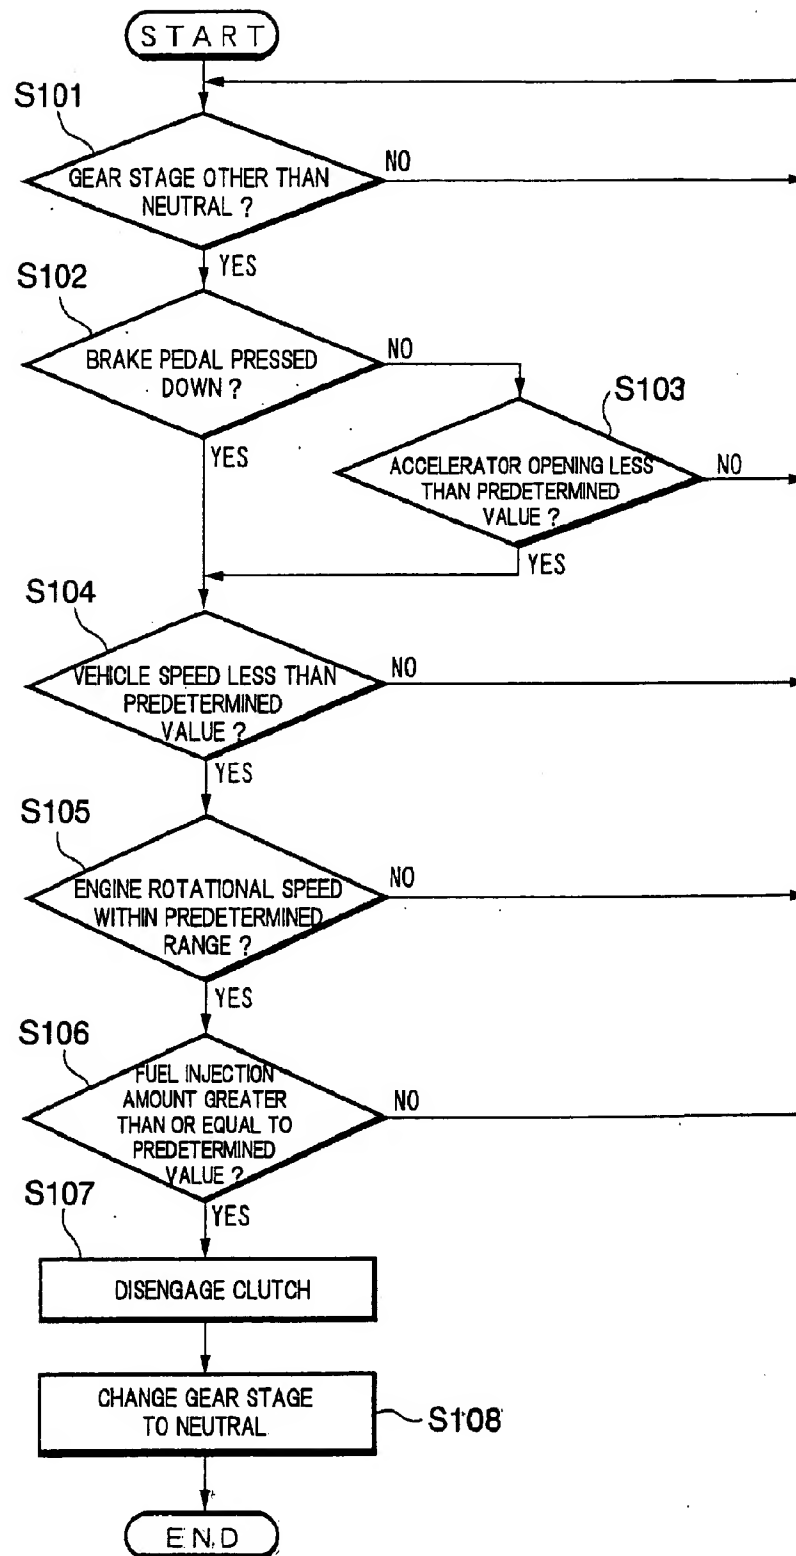 START
S101
GEAR STAGE OTHER THAN
NEUTRAL ?
NO
YES
S102
BRAKE PEDAL PRESSED
DOWN ?
NO
YES
S103
ACCELERATOR OPENING LESS
THAN PREDETERMINED
VALUE ?
NO
YES
S104
VEHICLE SPEED LESS THAN
PREDETERMINED
VALUE ?
NO
YES
S105
ENGINE ROTATIONAL SPEED
WITHIN PREDETERMINED
RANGE ?
NO
YES
S106
FUEL INJECTION
AMOUNT GREATER
THAN OR EQUAL TO
PREDETERMINED
VALUE ?
NO
YES
S107
DISENGAGE CLUTCH
CHANGE GEAR STAGE
TO NEUTRAL
S108
END